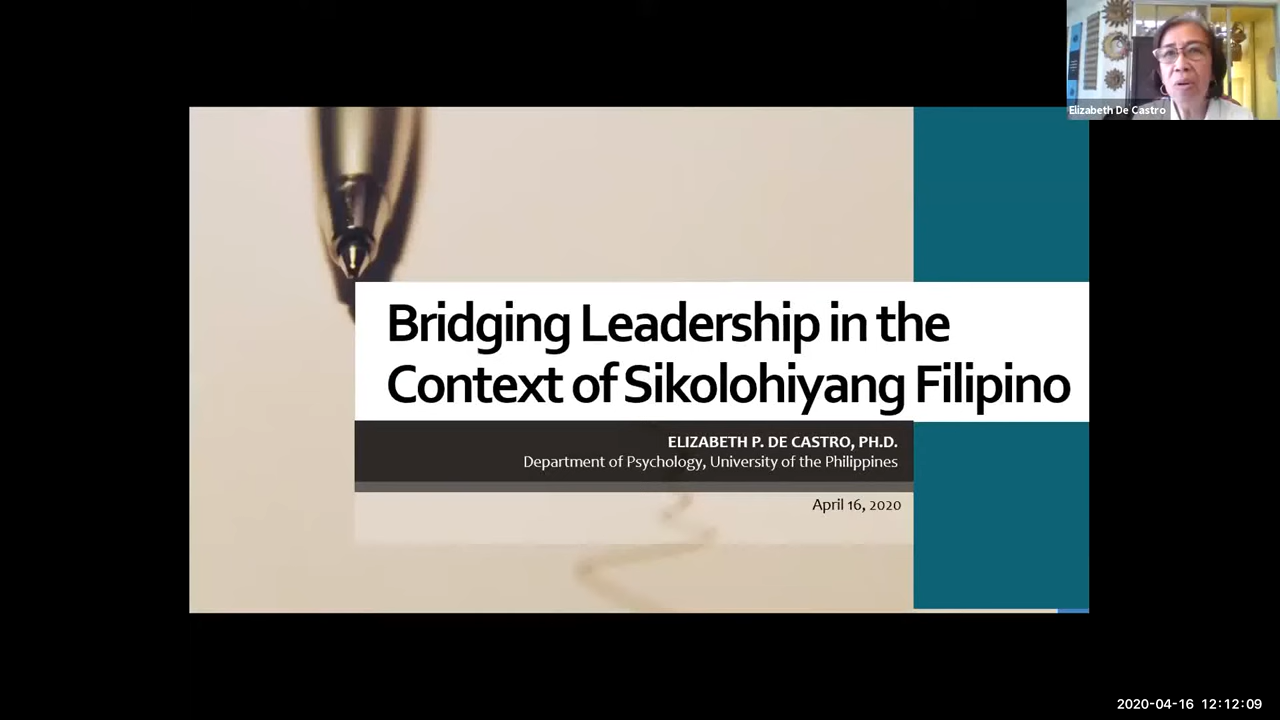 Elizabeth De Castro
Bridging Leadership in the
Context of Sikolohiyang Filipino
ELIZABETH P. DE CASTRO, PH.D.
Department of Psychology, University of the Philippines
April 16, 2020
2020-04-16 12:12:09